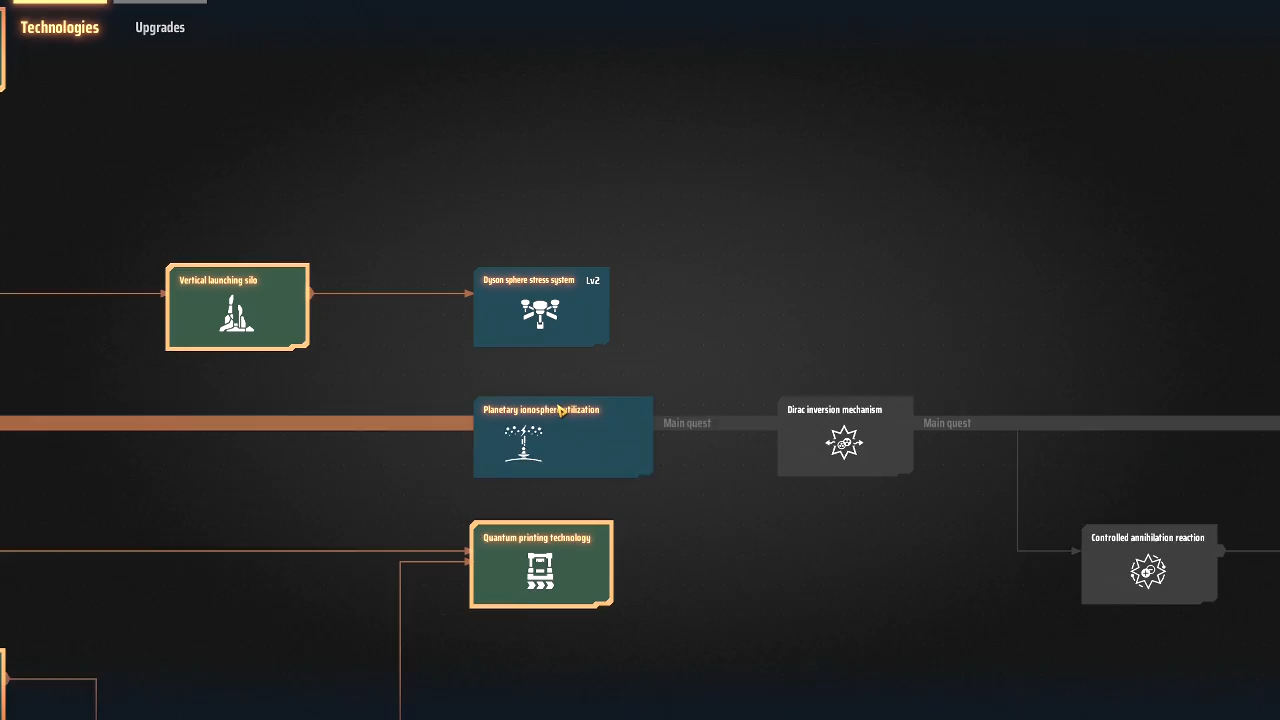 Technologies
Upgrades
Vertical launching silo
Dyson sphere stress system
Lv2
Planetary ionosphere utilization
Main quest
Dirac inversion mechanism
Main quest
Quantum printing technology
Controlled annihilation reaction